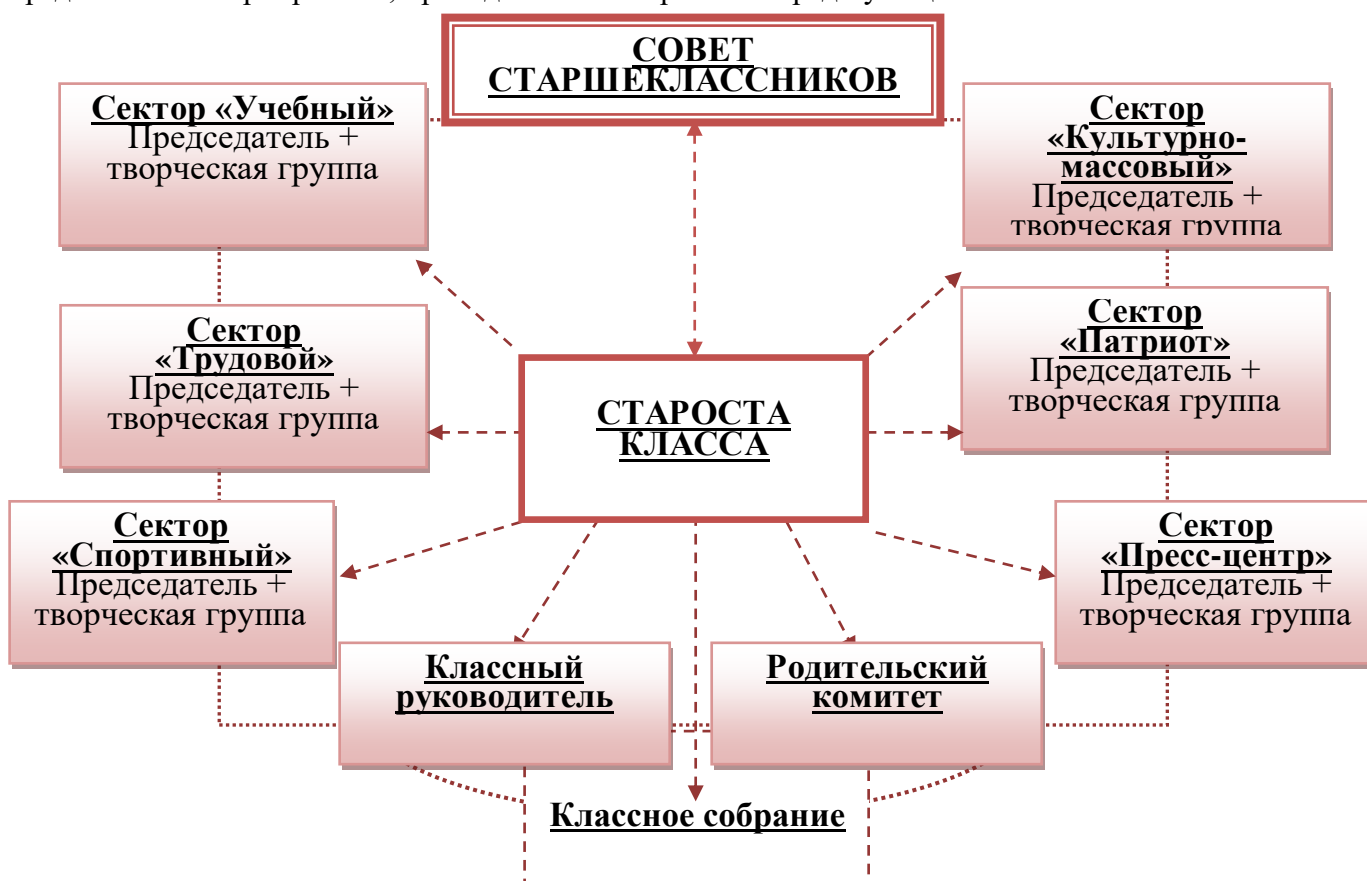 СОВЕТ
СТАРШЕКЛАССНИКОВ
Сектор «Учебный»
Председатель +
творческая группа
Сектор
«Культурно-
массовый»
Председатель +
творческая группа
Сектор
«Трудовой»
Председатель +
творческая группа
Сектор
«Патриот»
Председатель +
творческая группа
СТАРОСТА
КЛАССА
Сектор
«Спортивный»
Председатель +
творческая группа
Сектор
«Пресс-центр»
Председатель +
творческая группа
Классный
руководитель
Родительский
комитет
Классное собрание